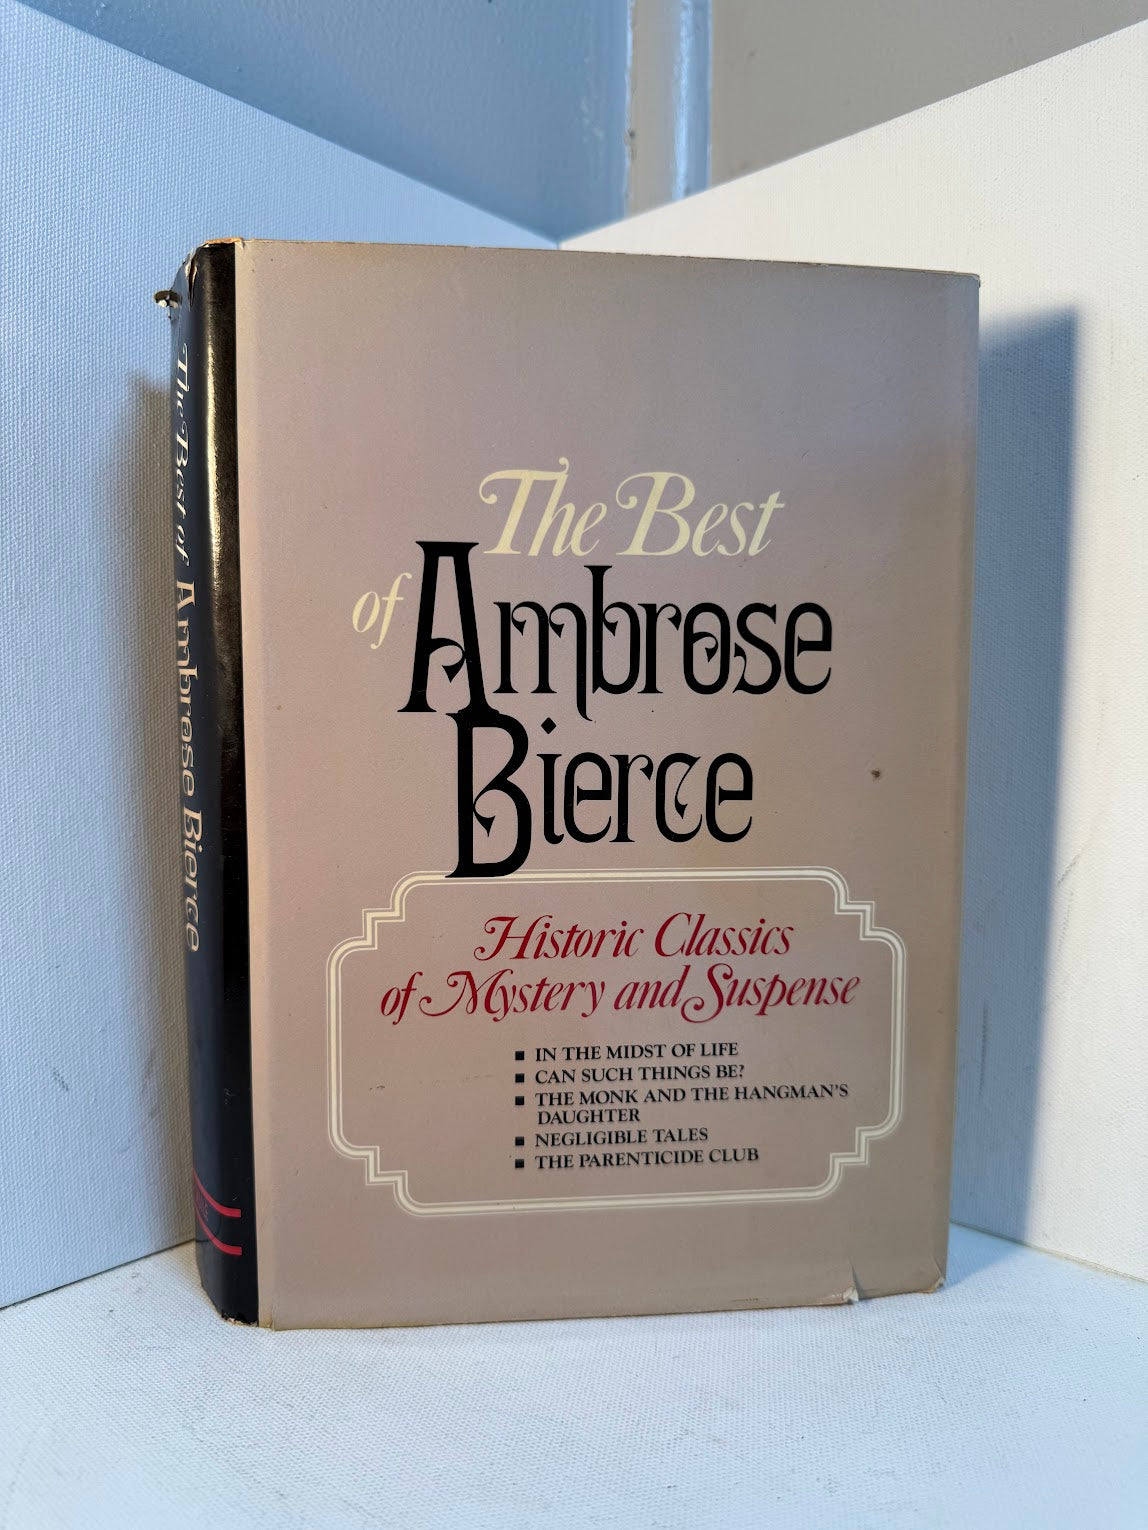 The Best of Ambrose Bierce
The Best
of Ambrose
Bierce
Historic Classics
of Mystery and Suspense
▪ IN THE MIDST OF LIFE
▪ CAN SUCH THINGS BE?
▪ THE MONK AND THE HANGMAN'S
DAUGHTER
▪ NEGLIGIBLE TALES
▪ THE PARENTICIDE CLUB